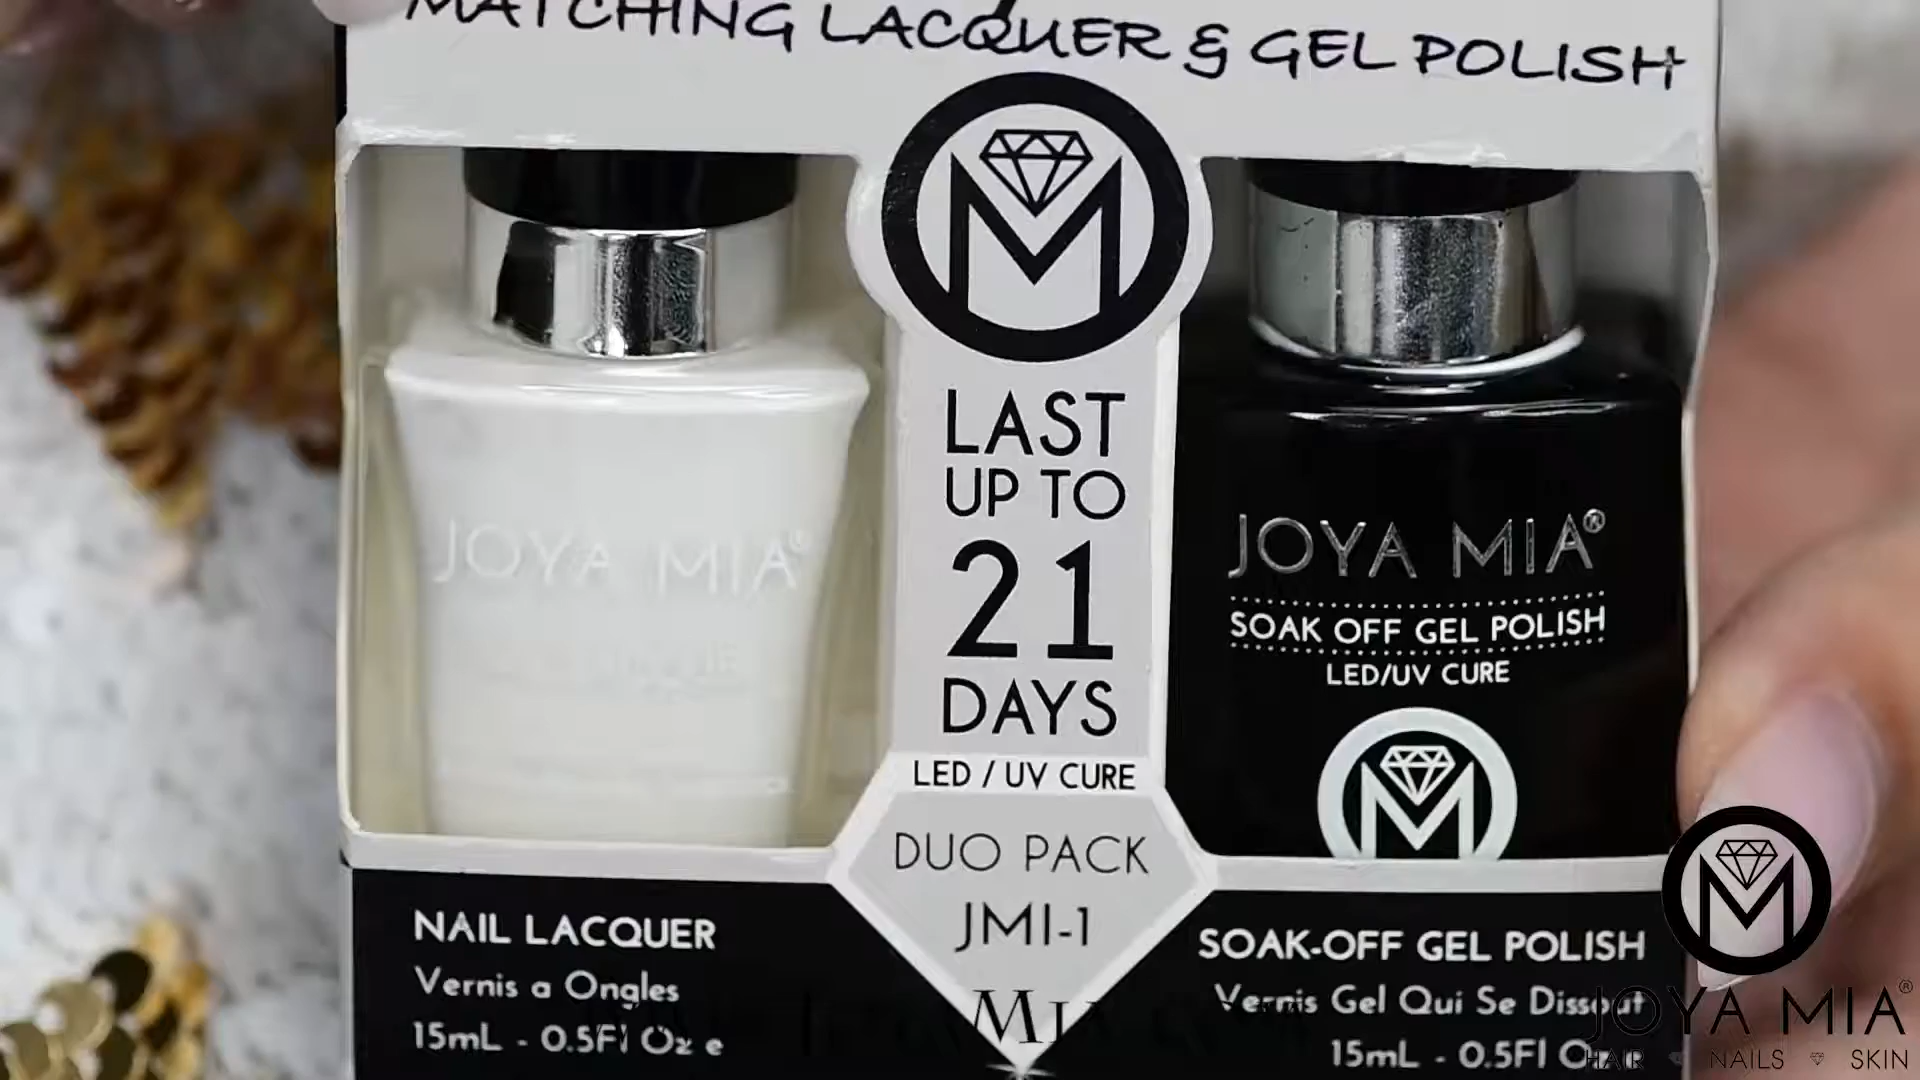 MATCHING LACQUER & GEL POLISH
M
LAST
UP TO
21
DAYS
LED / UV CURE
DUO PACK
JMI-1
JOYA MIA®
JOYA MIA®
SOAK OFF GEL POLISH
LED/UV CURE
M
NAIL LACQUER
Vernis a Ongles
15mL - 0.5Fl Oz e
SOAK-OFF GEL POLISH
Vernis Gel Qui Se Dissout
15mL - 0.5Fl O
M
JOYA MIA®
HAIR NAILS SKIN